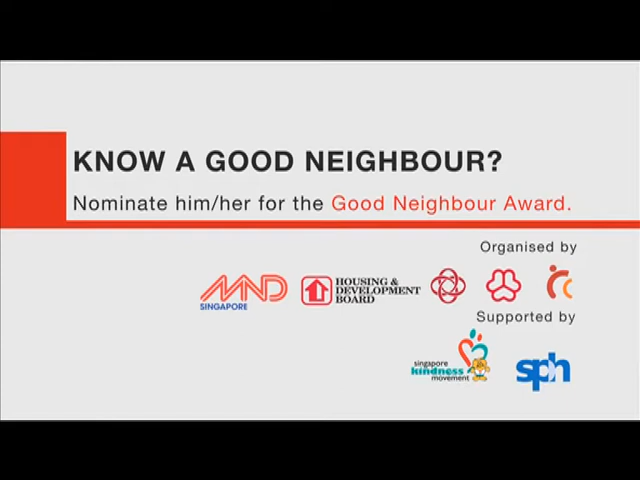 KNOW A GOOD NEIGHBOUR?
Nominate him/her for the Good Neighbour Award.
Organised by
MND
SINGAPORE
HOUSING &
DEVELOPMENT
BOARD
Supported by
singapore
kindness
movement
sph